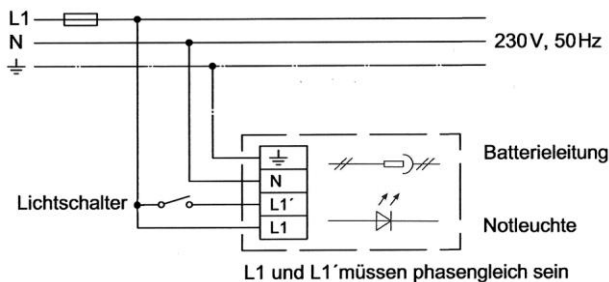 L1
N
230 V, 50 Hz
Batterieleitung
N
Lichtschalter
L1´
L1
Notleuchte
L1 und L1´müssen phasengleich sein